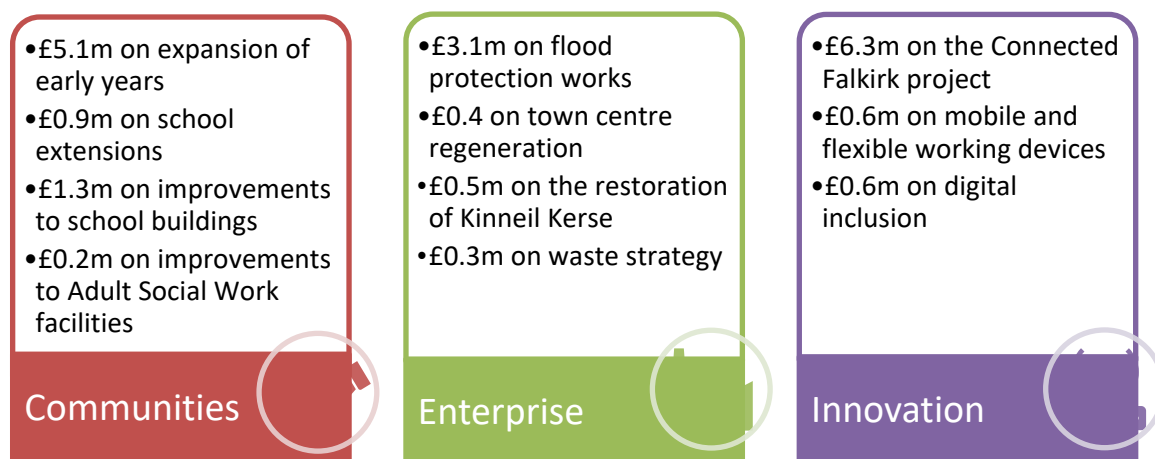 •£5.1m on expansion of
early years
•£0.9m on school
extensions
•£1.3m on improvements
to school buildings
•£0.2m on improvements
to Adult Social Work
facilities
Communities
•£3.1m on flood
protection works
•£0.4 on town centre
regeneration
•£0.5m on the restoration
of Kinneil Kerse
•£0.3m on waste strategy
Enterprise
•£6.3m on the Connected
Falkirk project
•£0.6m on mobile and
flexible working devices
•£0.6m on digital
inclusion
Innovation